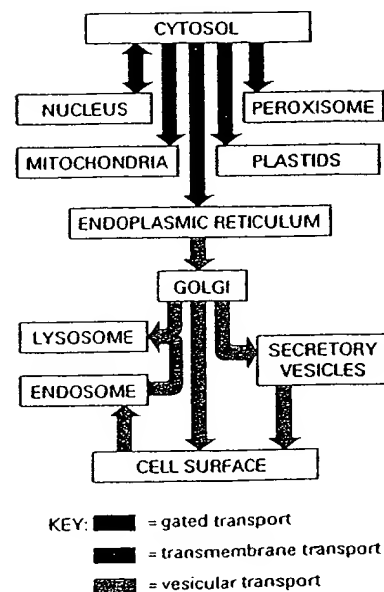 CYTOSOL
NUCLEUS
PEROXISOME
MITOCHONDRIA
PLASTIDS
ENDOPLASMIC RETICULUM
GOLGI
LYSOSOME
SECRETORY
VESICLES
ENDOSOME
CELL SURFACE
KEY: = gated transport
= transmembrane transport
= vesicular transport